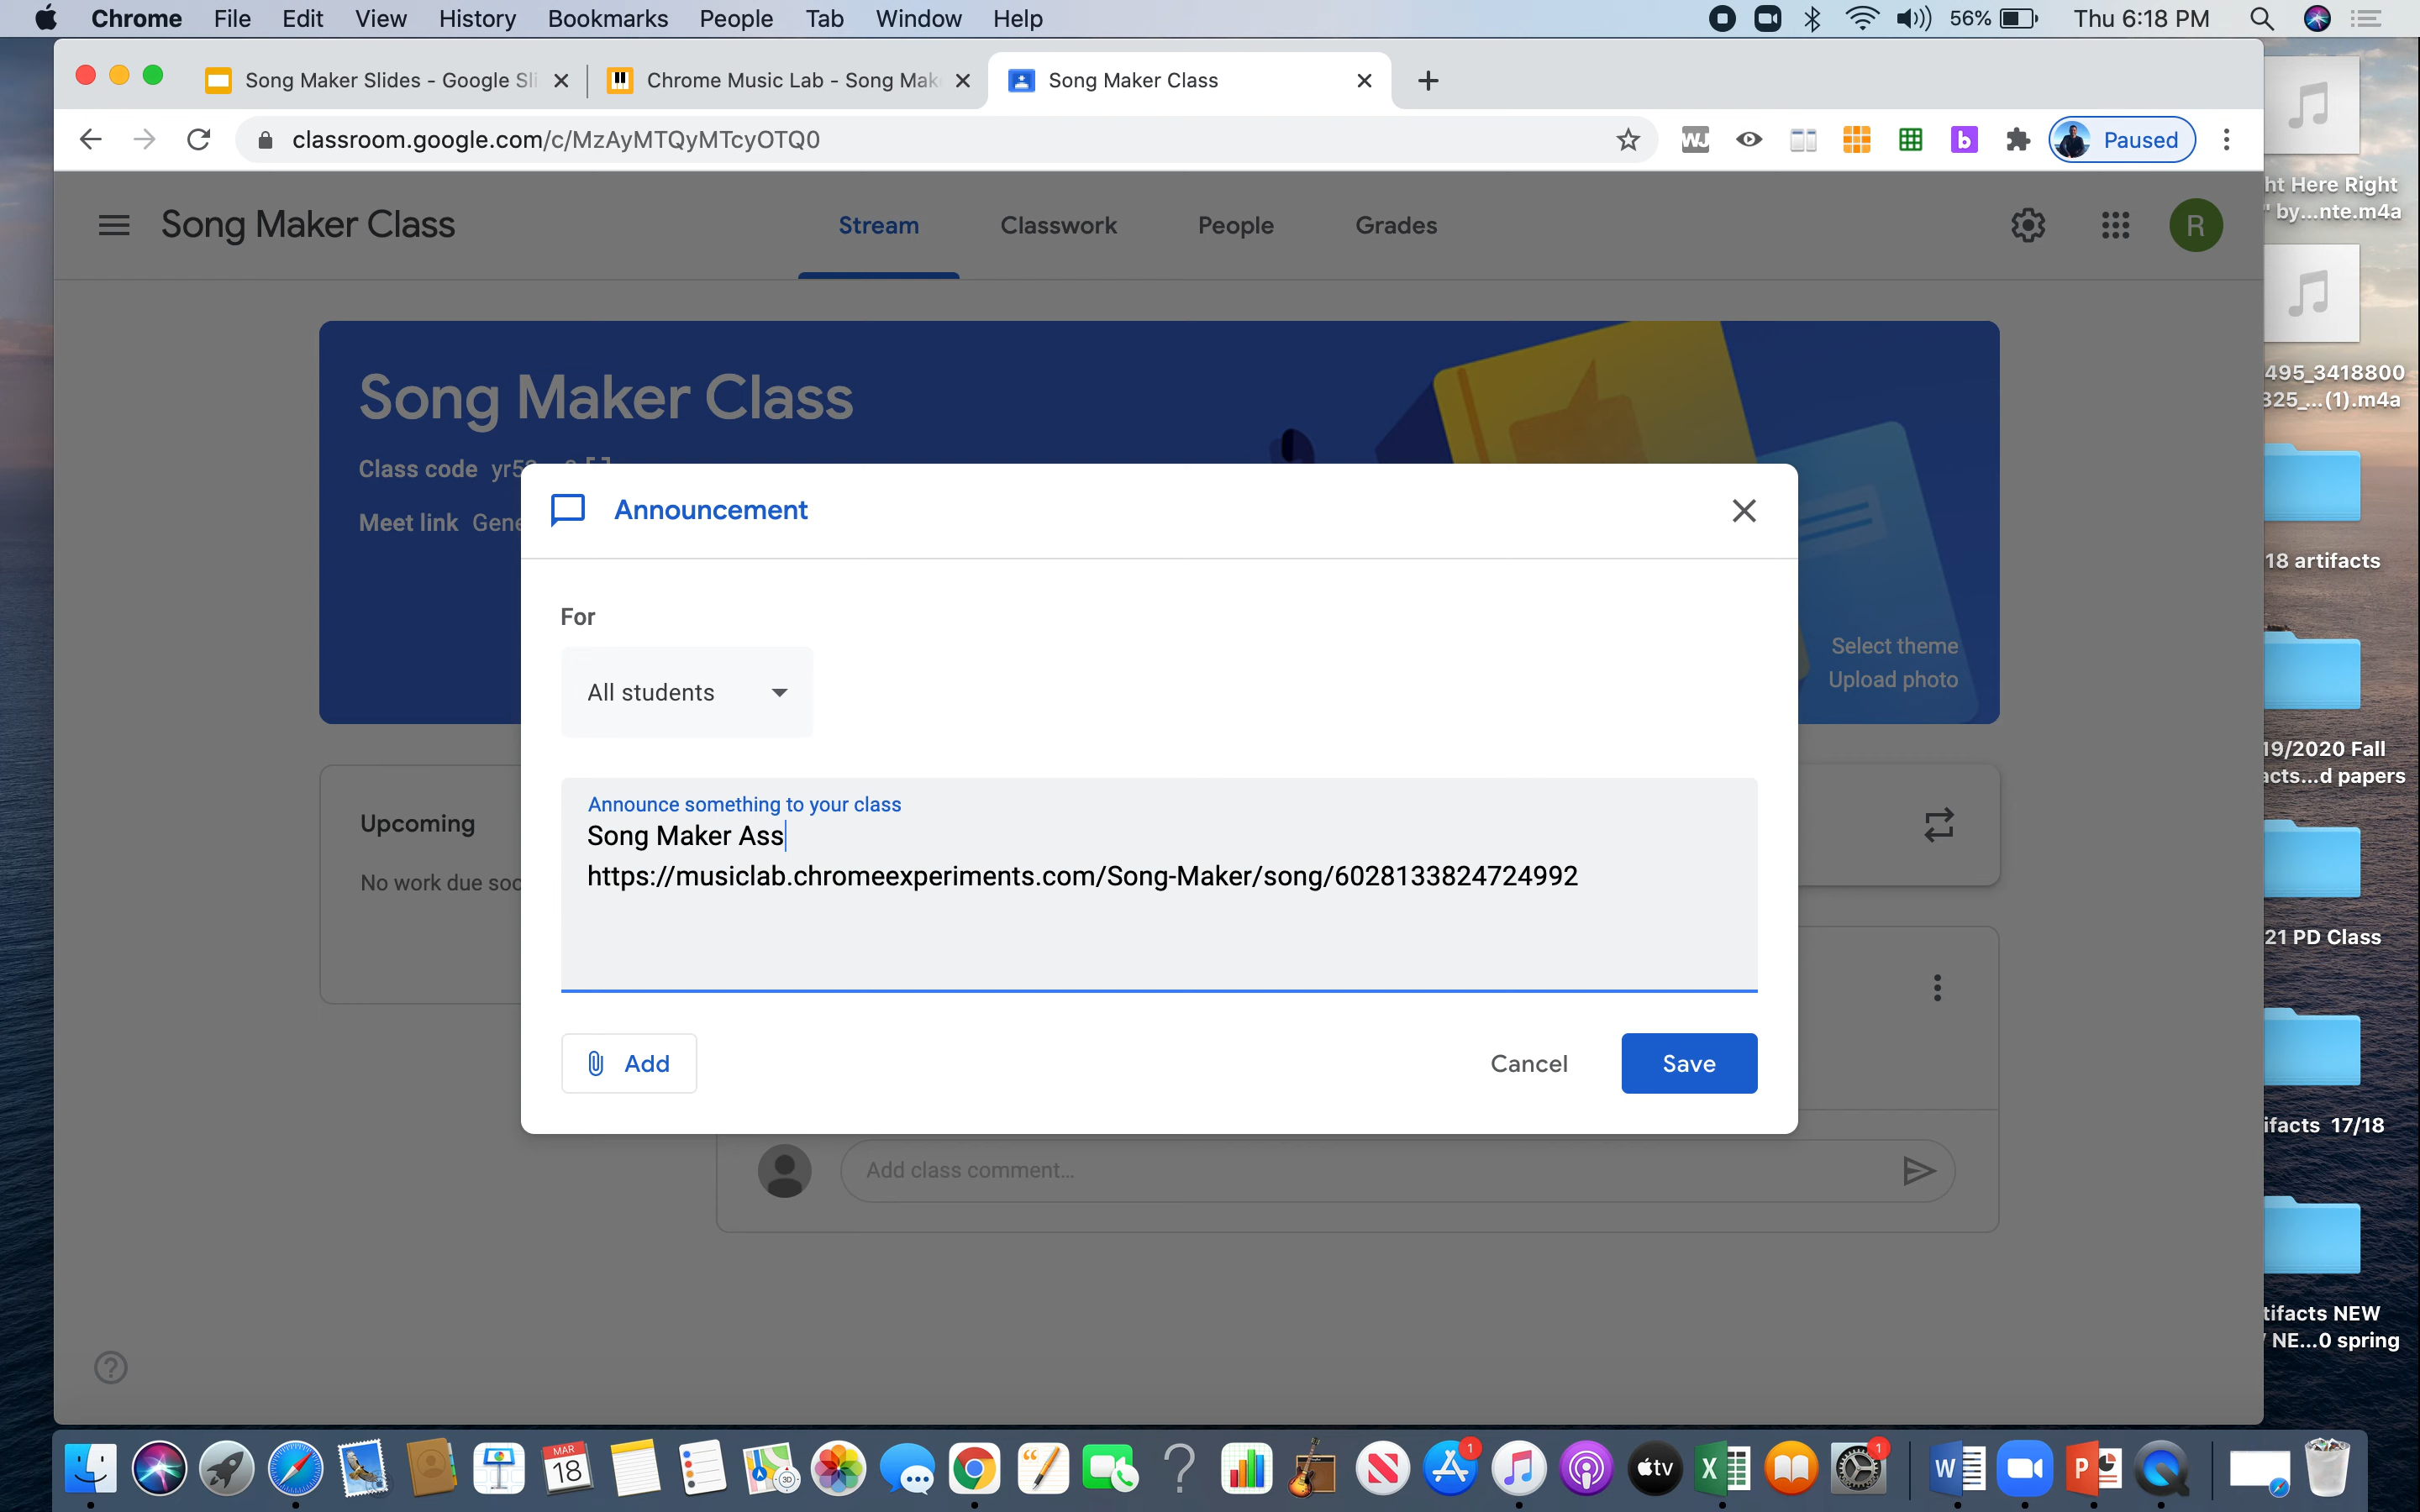 Chrome File Edit View History Bookmarks People Tab Window Help 56% Thu 6:18 PM
Song Maker Slides - Google Sli Chrome Music Lab - Song Mak Song Maker Class
classroom.google.com/c/MzAyMTQyMTcyOTQ0 WJ b Paused
Song Maker Class Stream Classwork People Grades R
Song Maker Class
Class code
Meet link
Announcement
For
All students
Select theme
Upload photo
Upcoming
No work due
Announce something to your class
Song Maker Ass
https://musiclab.chromeexperiments.com/Song-Maker/song/6028133824724992
Add Cancel Save
Add class comment...
ht Here Right
" by...nte.m4a
495_3418800
325_...(1).m4a
18 artifacts
19/2020 Fall
acts...d papers
21 PD Class
ifacts 17/18
tifacts NEW
NE...0 spring
MAR
18
3D
1
tv
X
1
W
P